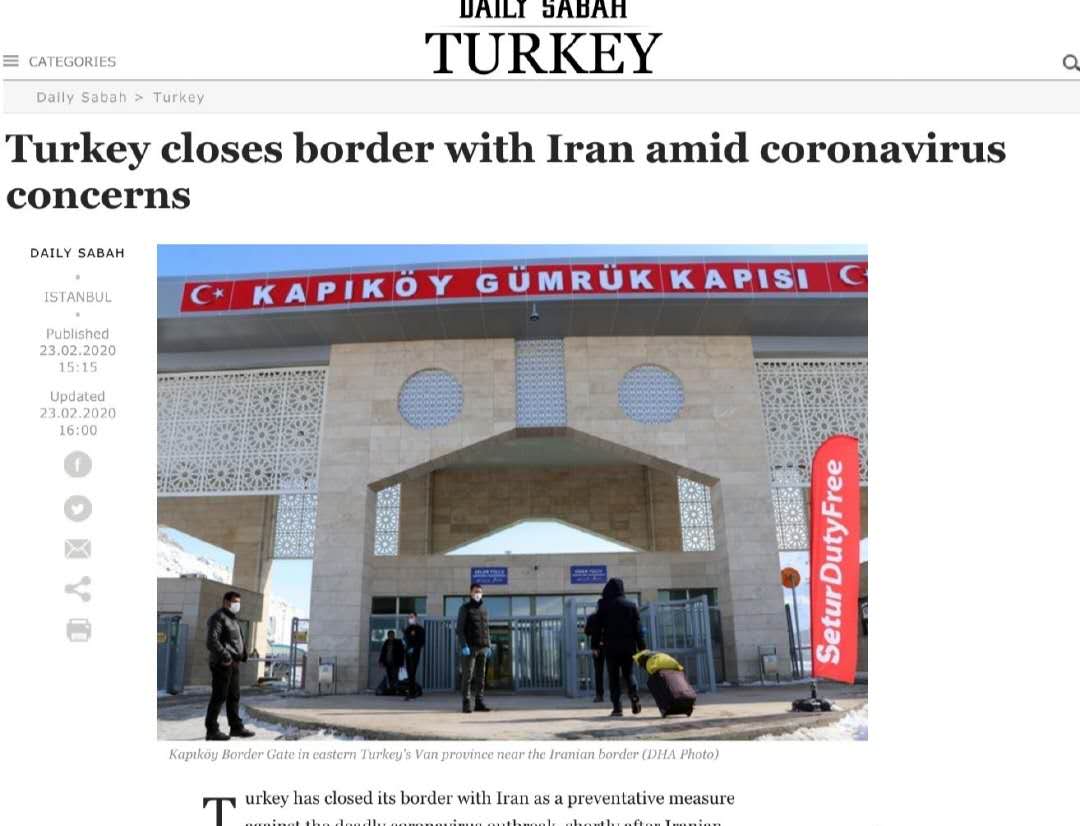 DAILY SABAH
TURKEY
CATEGORIES
Daily Sabah > Turkey
Turkey closes border with Iran amid coronavirus
concerns
DAILY SABAH
ISTANBUL
Published
23.02.2020
15:15
Updated
23.02.2020
16:00
KAPIKÖY GÜMRÜK KAPISI
SeturDutyFree
Kapıköy Border Gate in eastern Turkey's Van province near the Iranian border (DHA Photo)
Turkey has closed its border with Iran as a preventative measure
against the deadly coronavirus outbreak, shortly after Iranian